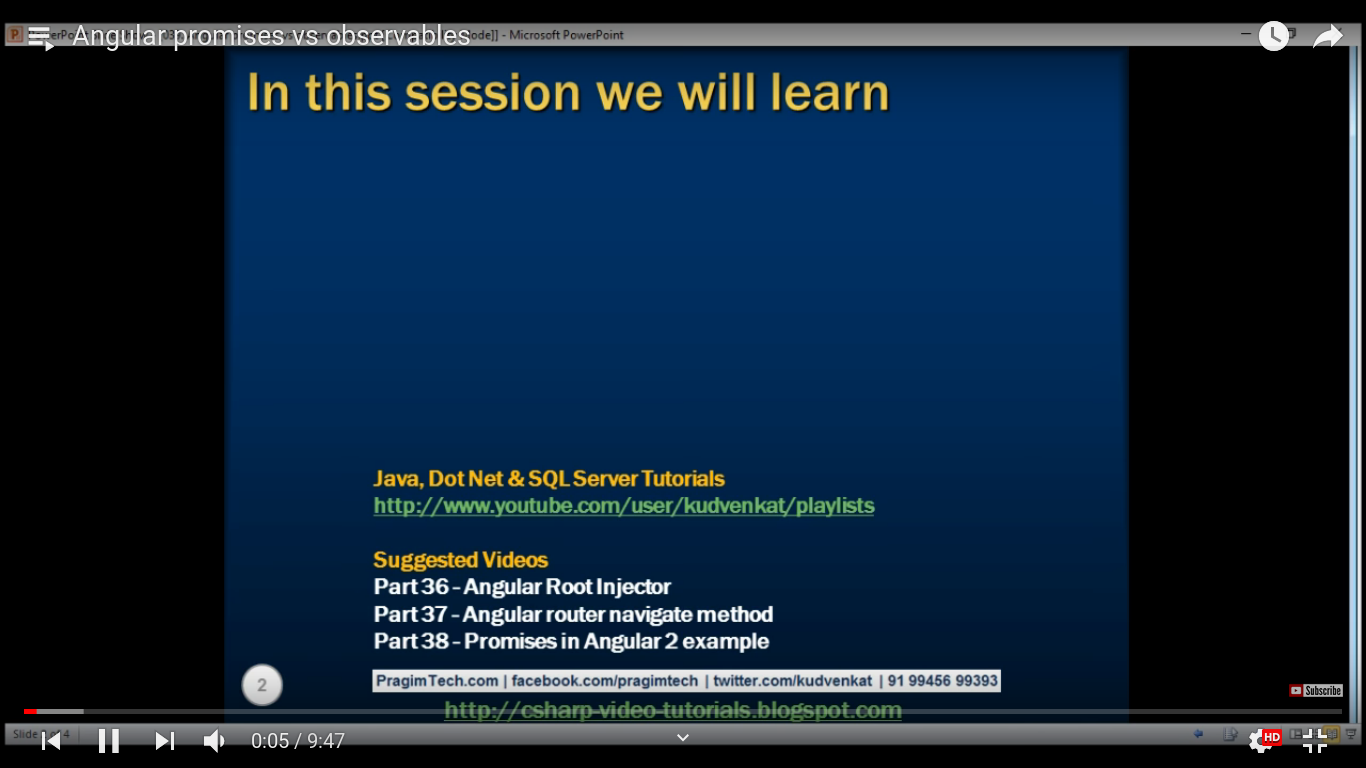 Angular promises vs observables
ode]] - Microsoft PowerPoint
In this session we will learn
Java, Dot Net & SQL Server Tutorials
http://www.youtube.com/user/kudvenkat/playlists
Suggested Videos
Part 36 - Angular Root Injector
Part 37 - Angular router navigate method
Part 38 - Promises in Angular 2 example
2
PragimTech.com | facebook.com/pragimtech | twitter.com/kudvenkat | 91 99456 99393
Subscribe
http://csharp-video-tutorials.blogspot.com
Slide
0:05 / 9:47
HD